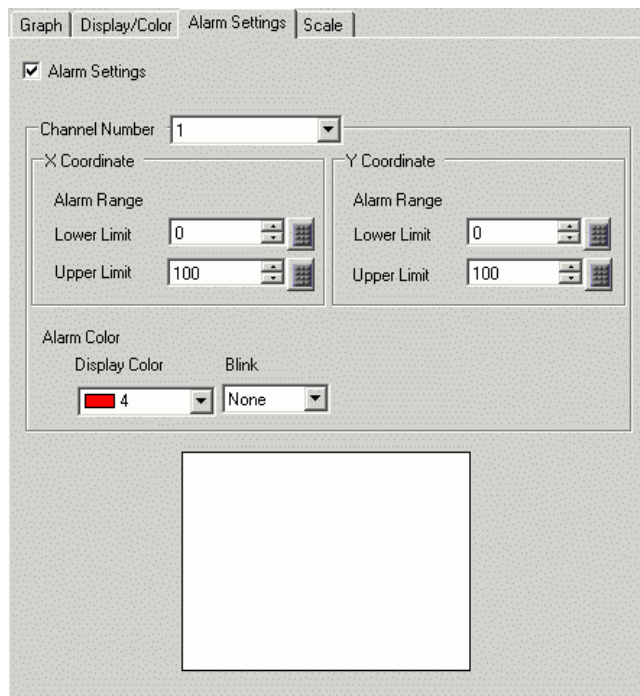 Graph Display/Color Alarm Settings Scale
Alarm Settings
Channel Number 1
X Coordinate
Alarm Range
Lower Limit 0
Upper Limit 100
Y Coordinate
Alarm Range
Lower Limit 0
Upper Limit 100
Alarm Color
Display Color Blink
4 None